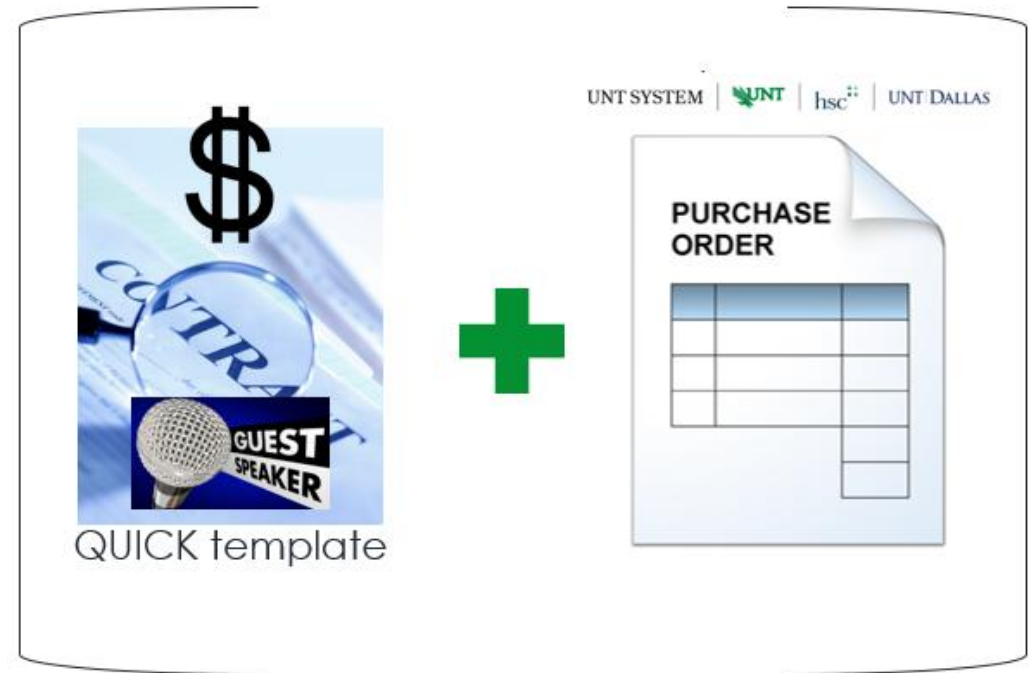 $
CONTRACT
GUEST
SPEAKER
QUICK template
UNT SYSTEM | UNT | hsc | UNT DALLAS
PURCHASE
ORDER